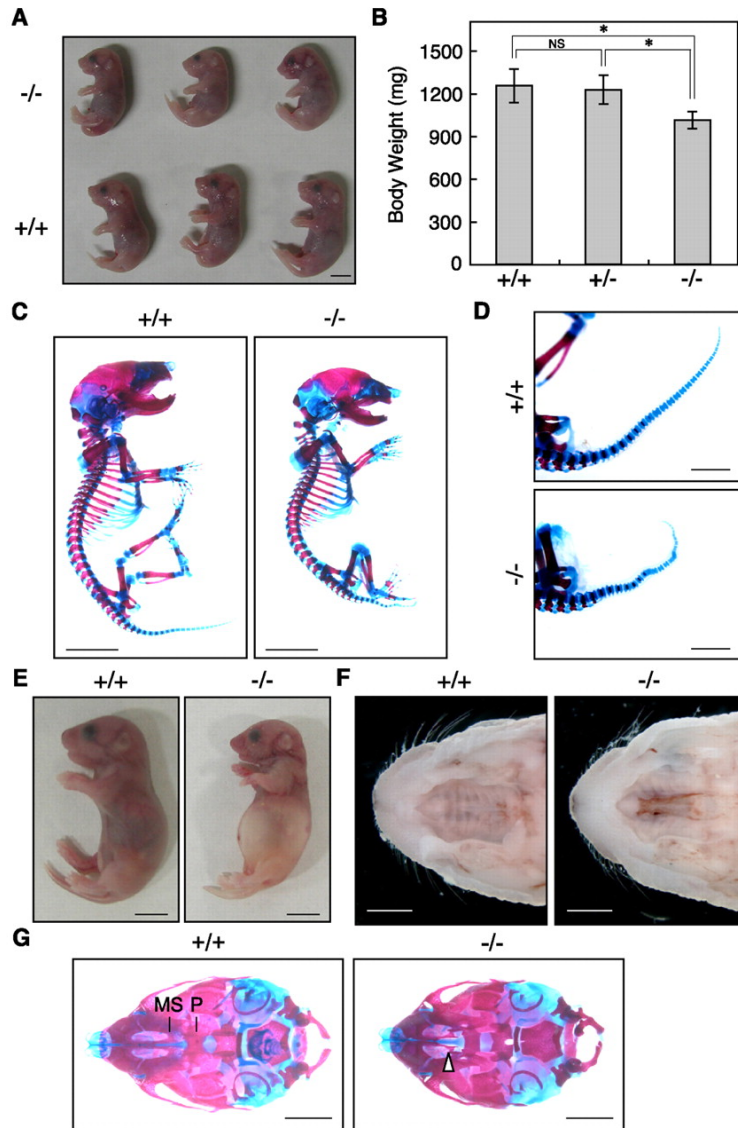 A
-/-
+/+
B
Body Weight (mg)
1500
1200
900
600
300
0
*
NS
*
+/+
+/-
-/-
C
+/+
-/-
D
+/+
-/-
E
+/+
-/-
F
+/+
-/-
G
+/+
-/-
MS P